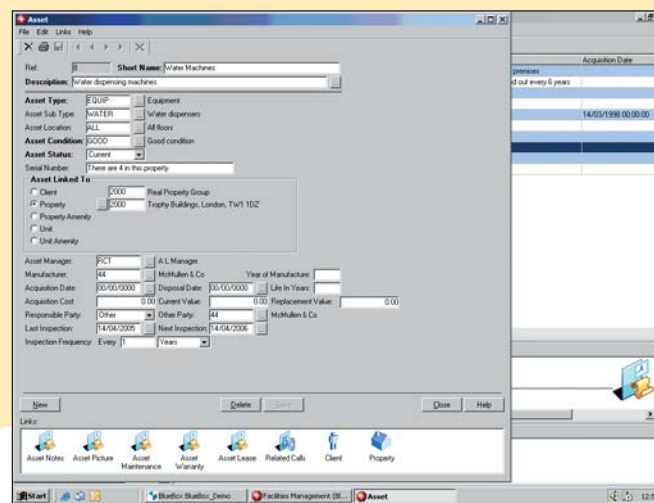 Asset
File Edit Links Help
Acquisition Date
Ref: 8 Short Name: Water Machines
premises
Description: Water dispensing machines
d out every 6 years
Asset Type: EQUIP Equipment
Asset Sub Type: WATER Water dispensers
14/03/1998 00:00:00
Asset Location: ALL All floors
Asset Condition: GOOD Good condition
Asset Status: Current
Serial Number: There are 4 in this property
Asset Linked To
Client 2000 Real Property Group
Property 2000 Trophy Buildings, London, TW1 1DZ
Property Amenity
Unit
Unit Amenity
Asset Manager: RCT A L Manager
Manufacturer: 44 McMullen & Co Year of Manufacture:
Acquisition Date: 00/00/0000 Disposal Date: 00/00/0000 Life In Years:
Acquisition Cost: 0.00 Current Value: 0.00 Replacement Value: 0.00
Responsible Party: Other Other Party: 44 McMullen & Co
Last Inspection: 14/04/2005 Next Inspection: 14/04/2006
Inspection Frequency: Every 1 Years
New Delete Save Close Help
Links:
Asset Notes Asset Picture Asset Maintenance Asset Warranty Asset Lease Related Calls Client Property
Start BlueBox BlueBox_Demo Facilities Management (Bl... Asset